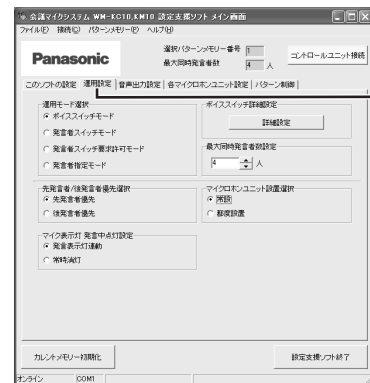 会議マイクシステム WM-KC10,KM10 設定支援ソフト メイン画面
ファイル(F) 接続(C) パターンメモリー(P) ヘルプ(H)
Panasonic
選択パターンメモリー番号 1
最大同時発言者数 4 人
コントロールユニット接続
このソフトの設定 運用設定 音声出力設定 各マイクロホンユニット設定 パターン制御
運用モード選択
ボイススイッチモード
発言者スイッチモード
発言者スイッチ要求許可モード
発言者指定モード
ボイススイッチ詳細設定
詳細設定
最大同時発言者数設定
4 人
先発言者/後発言者優先選択
先発言者優先
後発言者優先
マイクロホンユニット設置選択
常設
都度設置
マイク表示灯 発言中点灯設定
発言表示灯連動
常時消灯
カレントメモリー初期化
設定支援ソフト終了
オンライン COM1